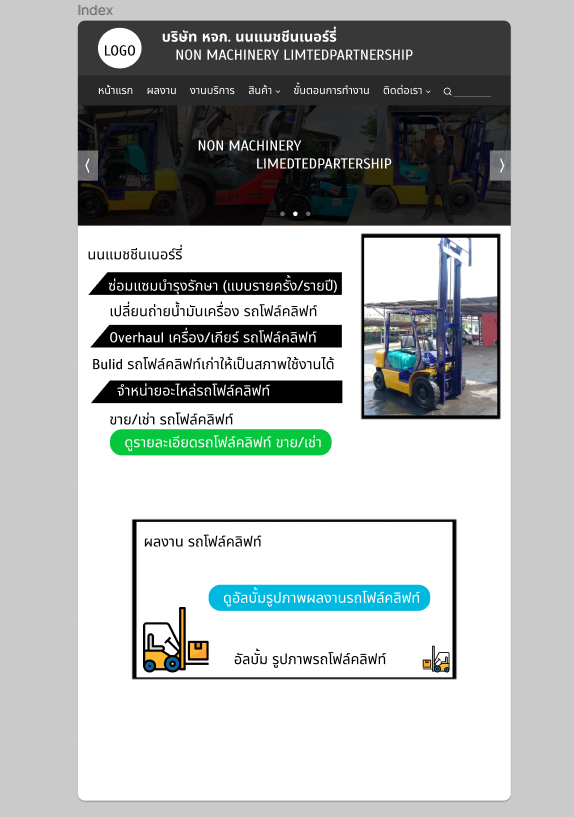 Index
LOGO
บริษัท หจก. นนแมชชีนเนอร์รี่
NON MACHINERY LIMTEDPARTNERSHIP
หน้าแรก ผลงาน งานบริการ สินค้า ขั้นตอนการทำงาน ติดต่อเรา
NON MACHINERY
LIMEDTEDPARTERSHIP
นนแมชชีนเนอร์รี่
ซ่อมแซมบำรุงรักษา (แบบรายครั้ง/รายปี)
เปลี่ยนถ่ายน้ำมันเครื่อง รถโฟล์คลิฟท์
Overhaul เครื่อง/เกียร์ รถโฟล์คลิฟท์
Bulid รถโฟล์คลิฟท์เก่าให้เป็นสภาพใช้งานได้
จำหน่ายอะไหล่รถโฟล์คลิฟท์
ขาย/เช่า รถโฟล์คลิฟท์
ดูรายละเอียดรถโฟล์คลิฟท์ ขาย/เช่า
ผลงาน รถโฟล์คลิฟท์
ดูอัลบั้มรูปภาพผลงานรถโฟล์คลิฟท์
อัลบั้ม รูปภาพรถโฟล์คลิฟท์